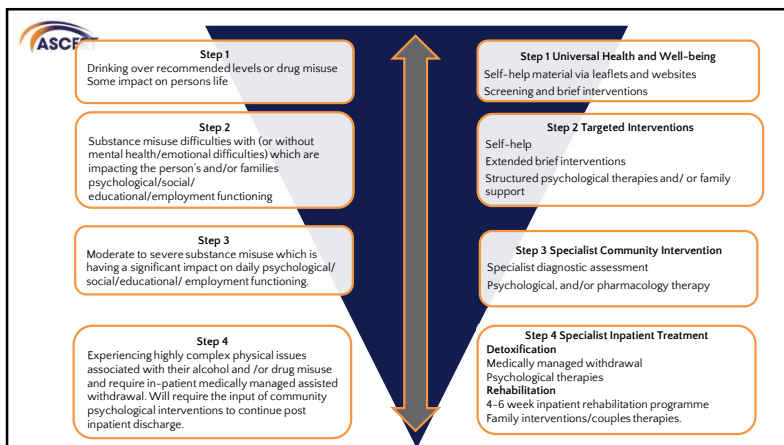 ASCERT
Step 1
Drinking over recommended levels or drug misuse
Some impact on persons life
Step 2
Substance misuse difficulties with (or without
mental health/emotional difficulties) which are
impacting the person's and/or families
psychological/social/
educational/employment functioning
Step 3
Moderate to severe substance misuse which is
having a significant impact on daily psychological/
social/educational/ employment functioning.
Step 4
Experiencing highly complex physical issues
associated with their alcohol and /or drug misuse
and require in-patient medically managed assisted
withdrawal. Will require the input of community
psychological interventions to continue post
inpatient discharge.
Step 1 Universal Health and Well-being
Self-help material via leaflets and websites
Screening and brief interventions
Step 2 Targeted Interventions
Self-help
Extended brief interventions
Structured psychological therapies and/ or family
support
Step 3 Specialist Community Intervention
Specialist diagnostic assessment
Psychological, and/or pharmacology therapy
Step 4 Specialist Inpatient Treatment
Detoxification
Medically managed withdrawal
Psychological therapies
Rehabilitation
4-6 week inpatient rehabilitation programme
Family interventions/couples therapies.